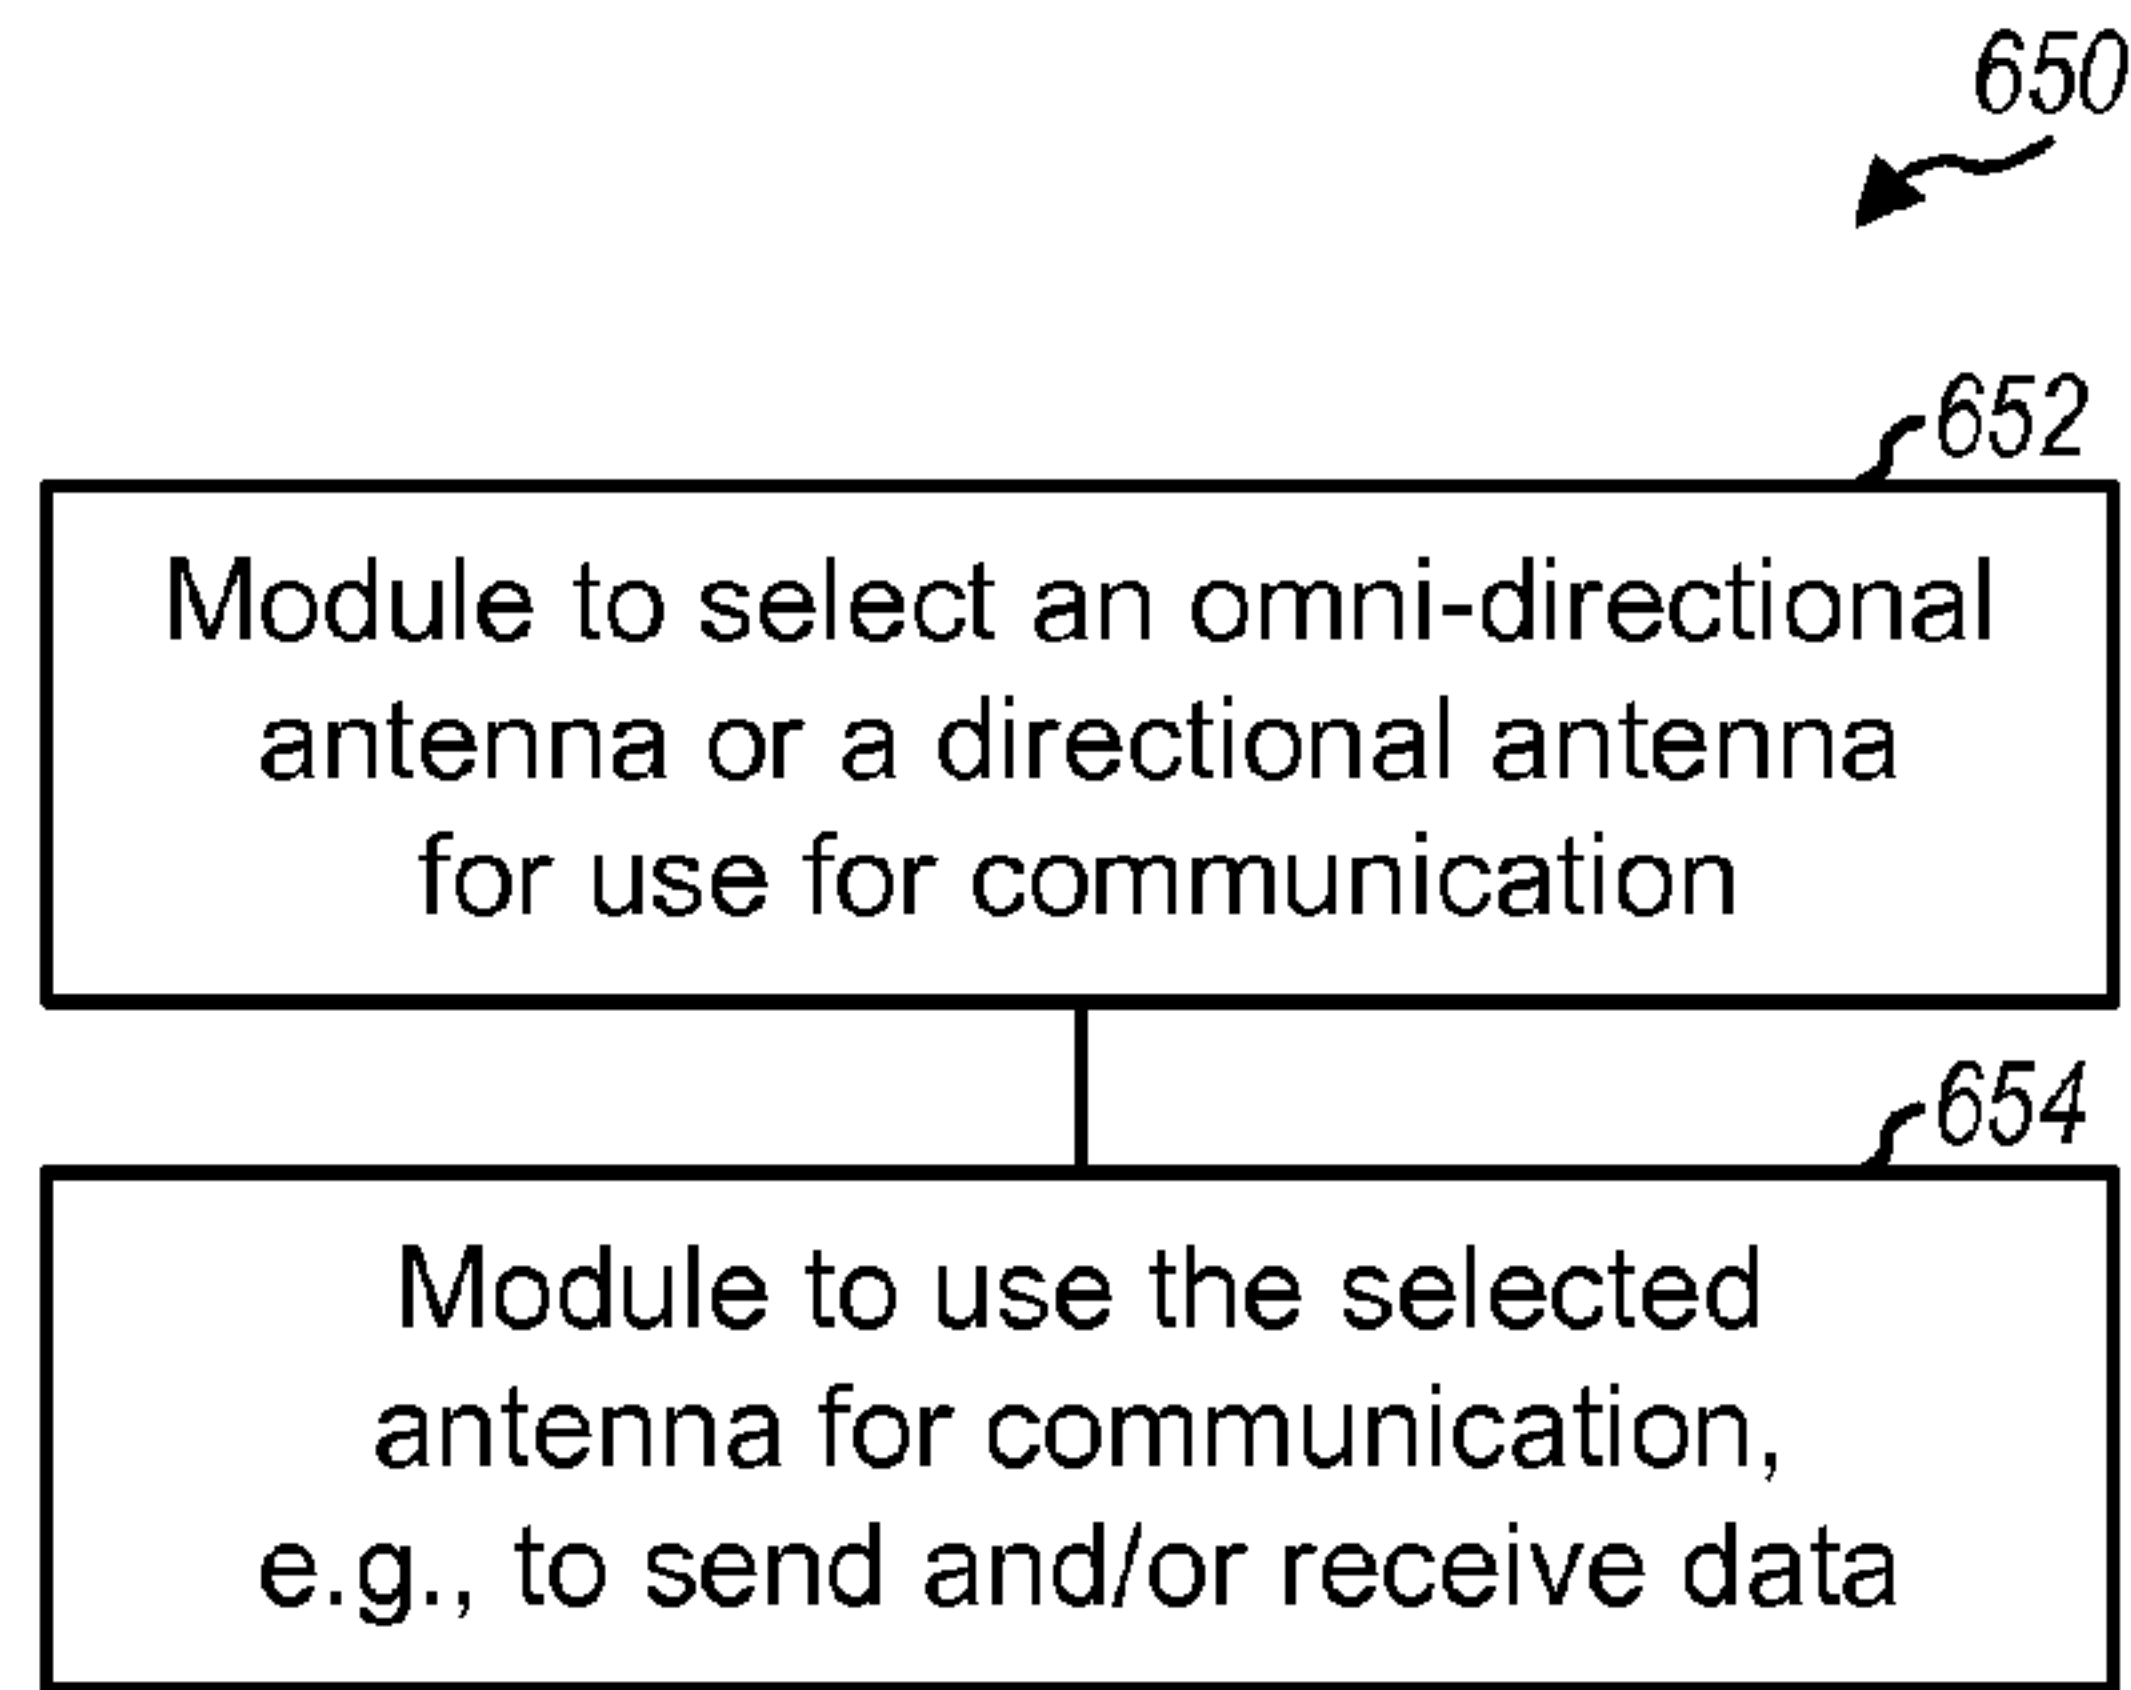 650
652
Module to select an omni-directional
antenna or a directional antenna
for use for communication
654
Module to use the selected
antenna for communication,
e.g., to send and/or receive data